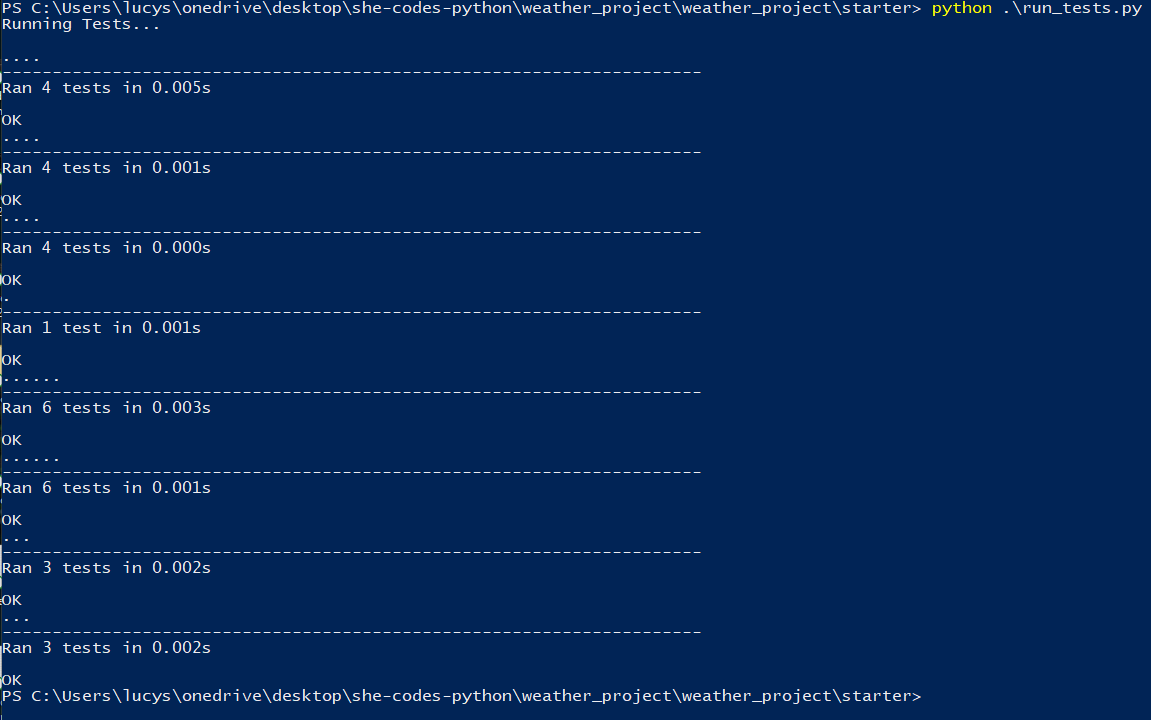 PS C:\Users\lucys\onedrive\desktop\she-codes-python\weather_project\weather_project\starter> python .\run_tests.py
Running Tests...
....
----------------------------------------------------------------------
Ran 4 tests in 0.005s
OK
....
----------------------------------------------------------------------
Ran 4 tests in 0.001s
OK
....
----------------------------------------------------------------------
Ran 4 tests in 0.000s
OK
.
----------------------------------------------------------------------
Ran 1 test in 0.001s
OK
......
----------------------------------------------------------------------
Ran 6 tests in 0.003s
OK
......
----------------------------------------------------------------------
Ran 6 tests in 0.001s
OK
...
----------------------------------------------------------------------
Ran 3 tests in 0.002s
OK
...
----------------------------------------------------------------------
Ran 3 tests in 0.002s
OK
PS C:\Users\lucys\onedrive\desktop\she-codes-python\weather_project\weather_project\starter>